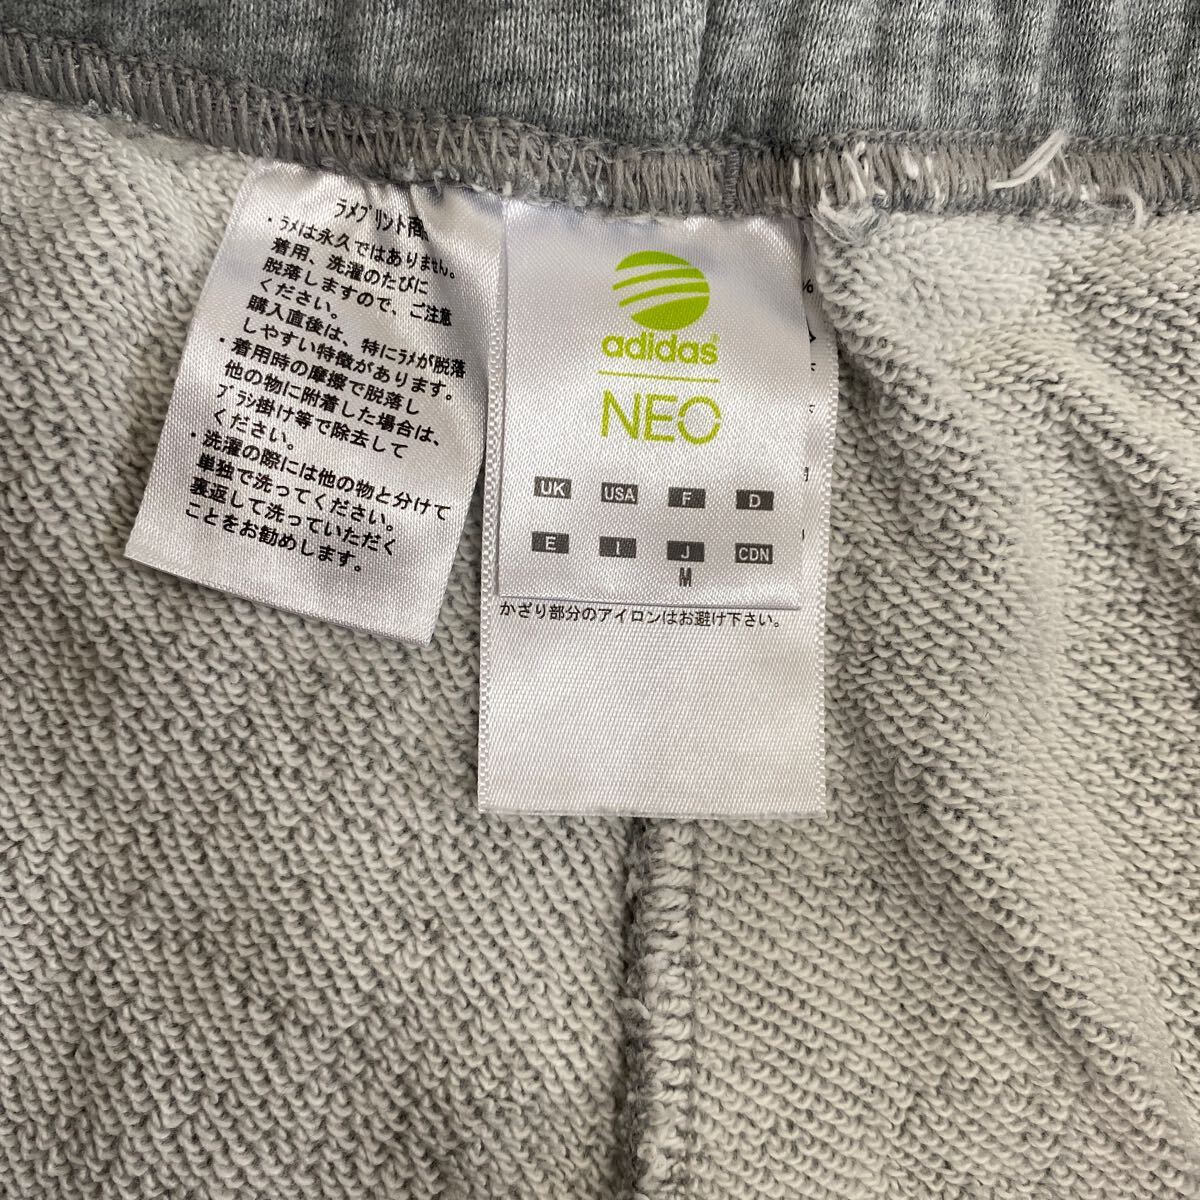 ラメプリント商
・ラメは永久ではありません。
着用、洗濯のたびに
脱落しますので、ご注意
ください。
購入直後は、特にラメが脱落
しやすい特徴があります。
・着用時の摩擦で脱落し
他の物に附着した場合は、
ブラシ掛け等で除去して
ください。
・洗濯の際には他の物と分けて
単独で洗ってください。
裏返して洗っていただく
ことをお勧めします。
adidas
NEO
UK USA F D
E I J CDN
M
かざり部分のアイロンはお避け下さい。
%